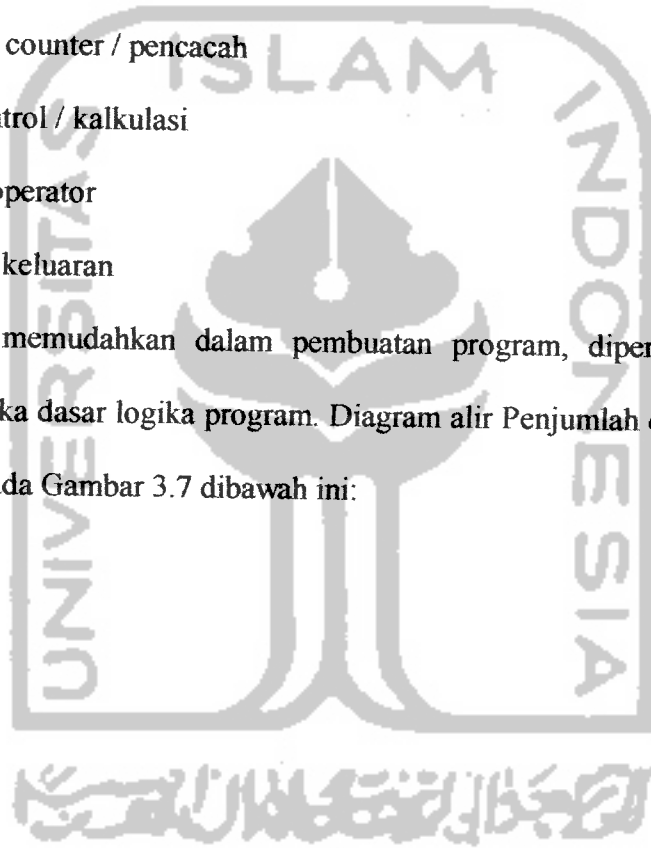 counter / pencacah
ISLAM
trol / kalkulasi
operator
keluaran
memudahkan dalam pembuatan program, diper
ka dasar logika program. Diagram alir Penjumlah
da Gambar 3.7 dibawah ini:
UNIVERSITAS
INDONESIA